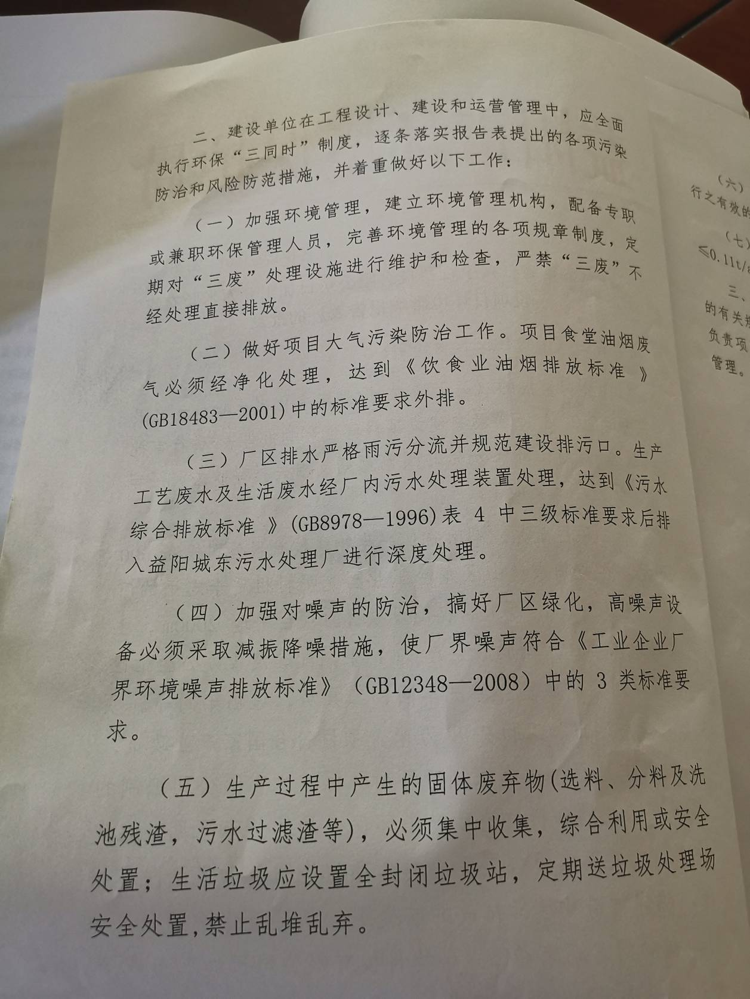 二、建设单位在工程设计、建设和运营管理中，应全面
执行环保“三同时”制度，逐条落实报告表提出的各项污染
防治和风险防范措施，并着重做好以下工作：
（一）加强环境管理，建立环境管理机构，配备专职
或兼职环保管理人员，完善环境管理的各项规章制度，定
期对“三废”处理设施进行维护和检查，严禁“三废”不
经处理直接排放。
（二）做好项目大气污染防治工作。项目食堂油烟废
气必须经净化处理，达到《饮食业油烟排放标准 》
(GB18483—2001)中的标准要求外排。
（三）厂区排水严格雨污分流并规范建设排污口。生产
工艺废水及生活废水经厂内污水处理装置处理，达到《污水
综合排放标准 》(GB8978—1996)表 4 中三级标准要求后排
入益阳城东污水处理厂进行深度处理。
（四）加强对噪声的防治，搞好厂区绿化，高噪声设
备必须采取减振降噪措施，使厂界噪声符合《工业企业厂
界环境噪声排放标准》（GB12348—2008）中的 3 类标准要
求。
（五）生产过程中产生的固体废弃物(选料、分料及洗
池残渣，污水过滤渣等)，必须集中收集，综合利用或安全
处置；生活垃圾应设置全封闭垃圾站，定期送垃圾处理场
安全处置,禁止乱堆乱弃。
（六）
行之有效的
（七）
≤0.11t/
三、
的有关
负责项
管理。